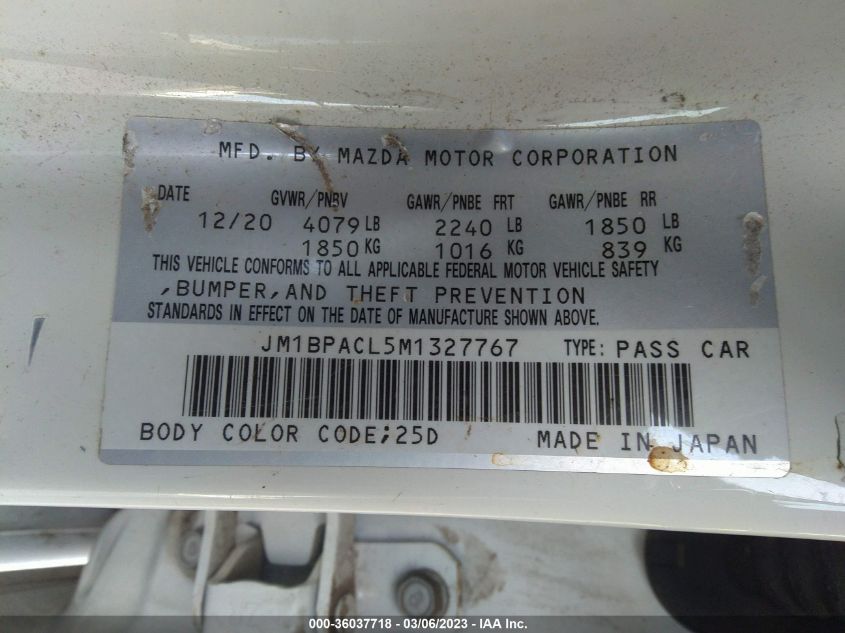 MFD. BY MAZDA MOTOR CORPORATION
DATE GVWR/PNBV GAWR/PNBE FRT GAWR/PNBE RR
12/20 4079 LB 2240 LB 1850 LB
1850 KG 1016 KG 839 KG
THIS VEHICLE CONFORMS TO ALL APPLICABLE FEDERAL MOTOR VEHICLE SAFETY
,BUMPER,AND THEFT PREVENTION
STANDARDS IN EFFECT ON THE DATE OF MANUFACTURE SHOWN ABOVE.
JM1BPACL5M1327767 TYPE: PASS CAR
BODY COLOR CODE;25D MADE IN JAPAN
000-36037718 - 03/06/2023 - IAA Inc.